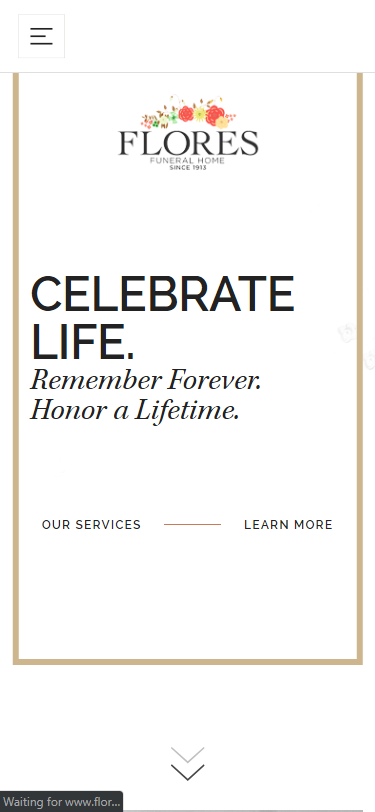 FLORES
FUNERAL HOME
SINCE 1913
CELEBRATE
LIFE.
Remember Forever.
Honor a Lifetime.
OUR SERVICES LEARN MORE
Waiting for www.flor...